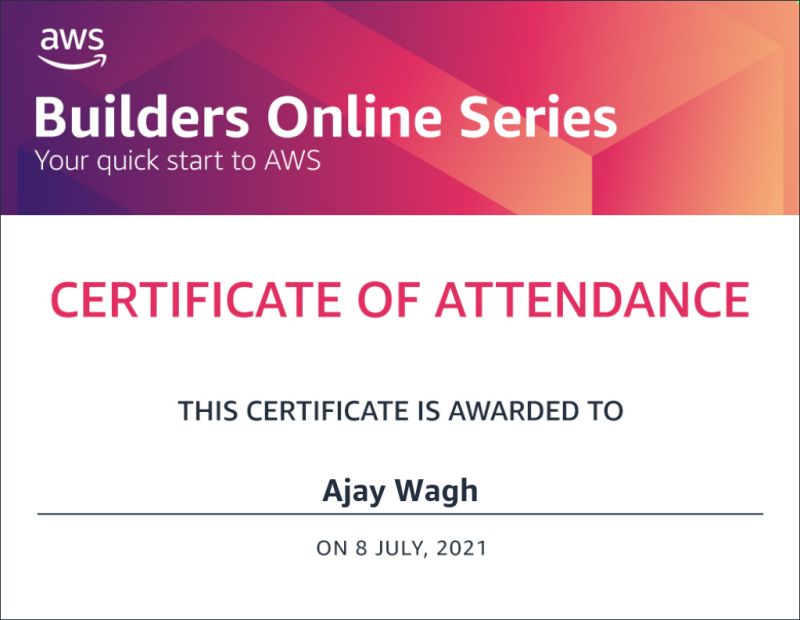 aws
Builders Online Series
Your quick start to AWS
CERTIFICATE OF ATTENDANCE
THIS CERTIFICATE IS AWARDED TO
Ajay Wagh
ON 8 JULY, 2021